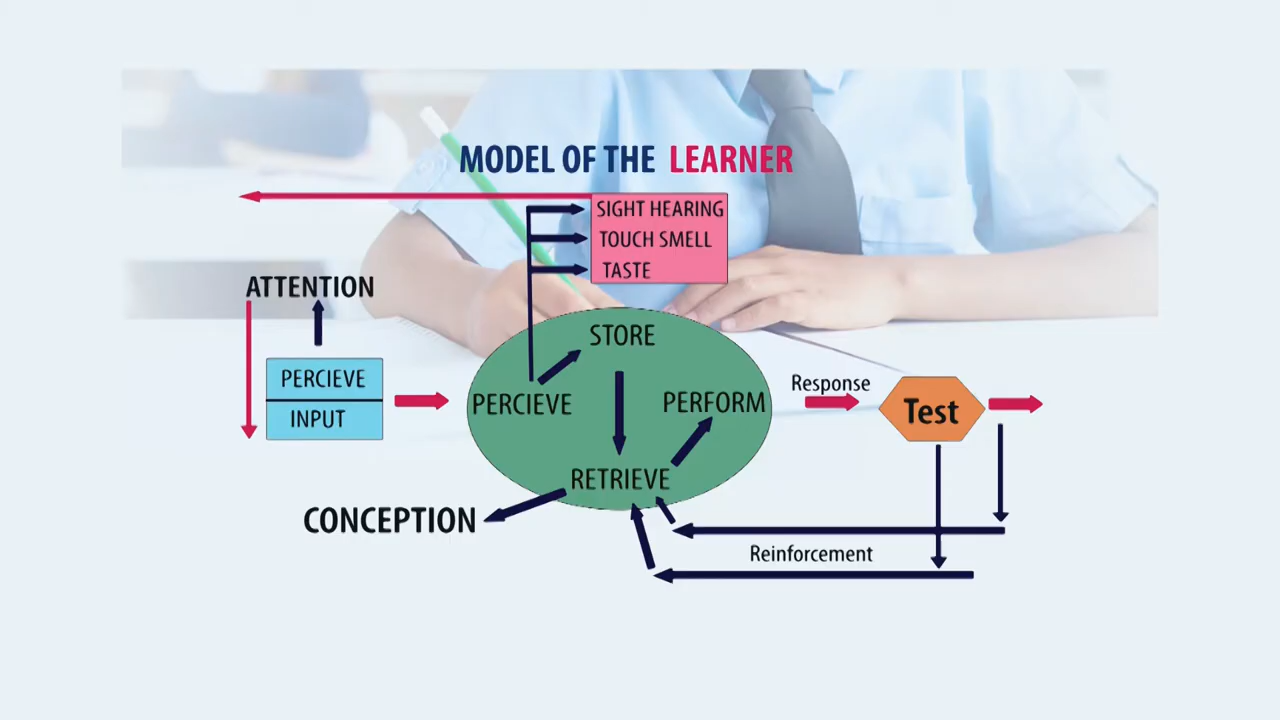 MODEL OF THE LEARNER
SIGHT HEARING
TOUCH SMELL
TASTE
ATTENTION
PERCIEVE
INPUT
STORE
PERCIEVE
PERFORM
RETRIEVE
CONCEPTION
Response
Test
Reinforcement